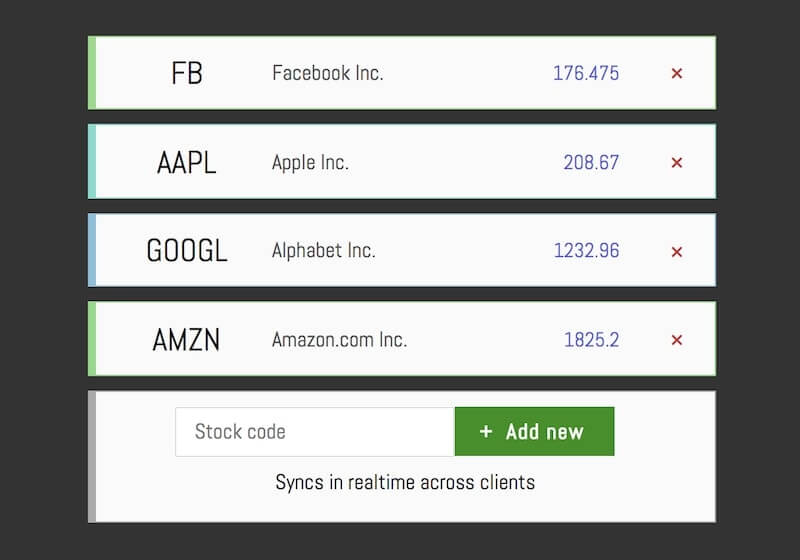 FB Facebook Inc. 176.475 ×
AAPL Apple Inc. 208.67 ×
GOOGL Alphabet Inc. 1232.96 ×
AMZN Amazon.com Inc. 1825.2 ×
Stock code + Add new
Syncs in realtime across clients